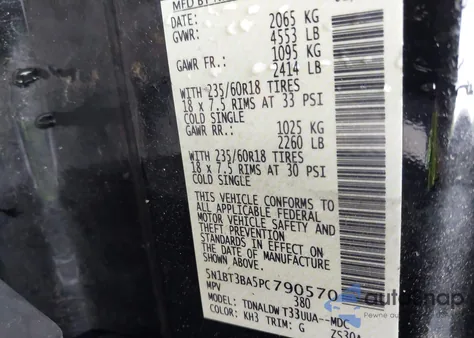 DATE:
GVWR: 2065 KG
4553 LB
GAWR FR: 1095 KG
2414 LB
WITH 235/60R18 TIRES
18 x 7.5 RIMS AT 33 PSI
COLD SINGLE
GAWR RR.: 1025 KG
2260 LB
WITH 235/60R18 TIRES
18 x 7.5 RIMS AT 30 PSI
COLD SINGLE
THIS VEHICLE CONFORMS TO
ALL APPLICABLE FEDERAL
MOTOR VEHICLE SAFETY AND
THEFT PREVENTION
STANDARDS IN EFFECT ON
THE DATE OF MANUFACTURE
SHOWN ABOVE.
5N1BT3BA5PC790570
MPV 380
MODEL: TDNALDWT33UUA--MDC
COLOR: KH3 TRIM: G
autoSnap